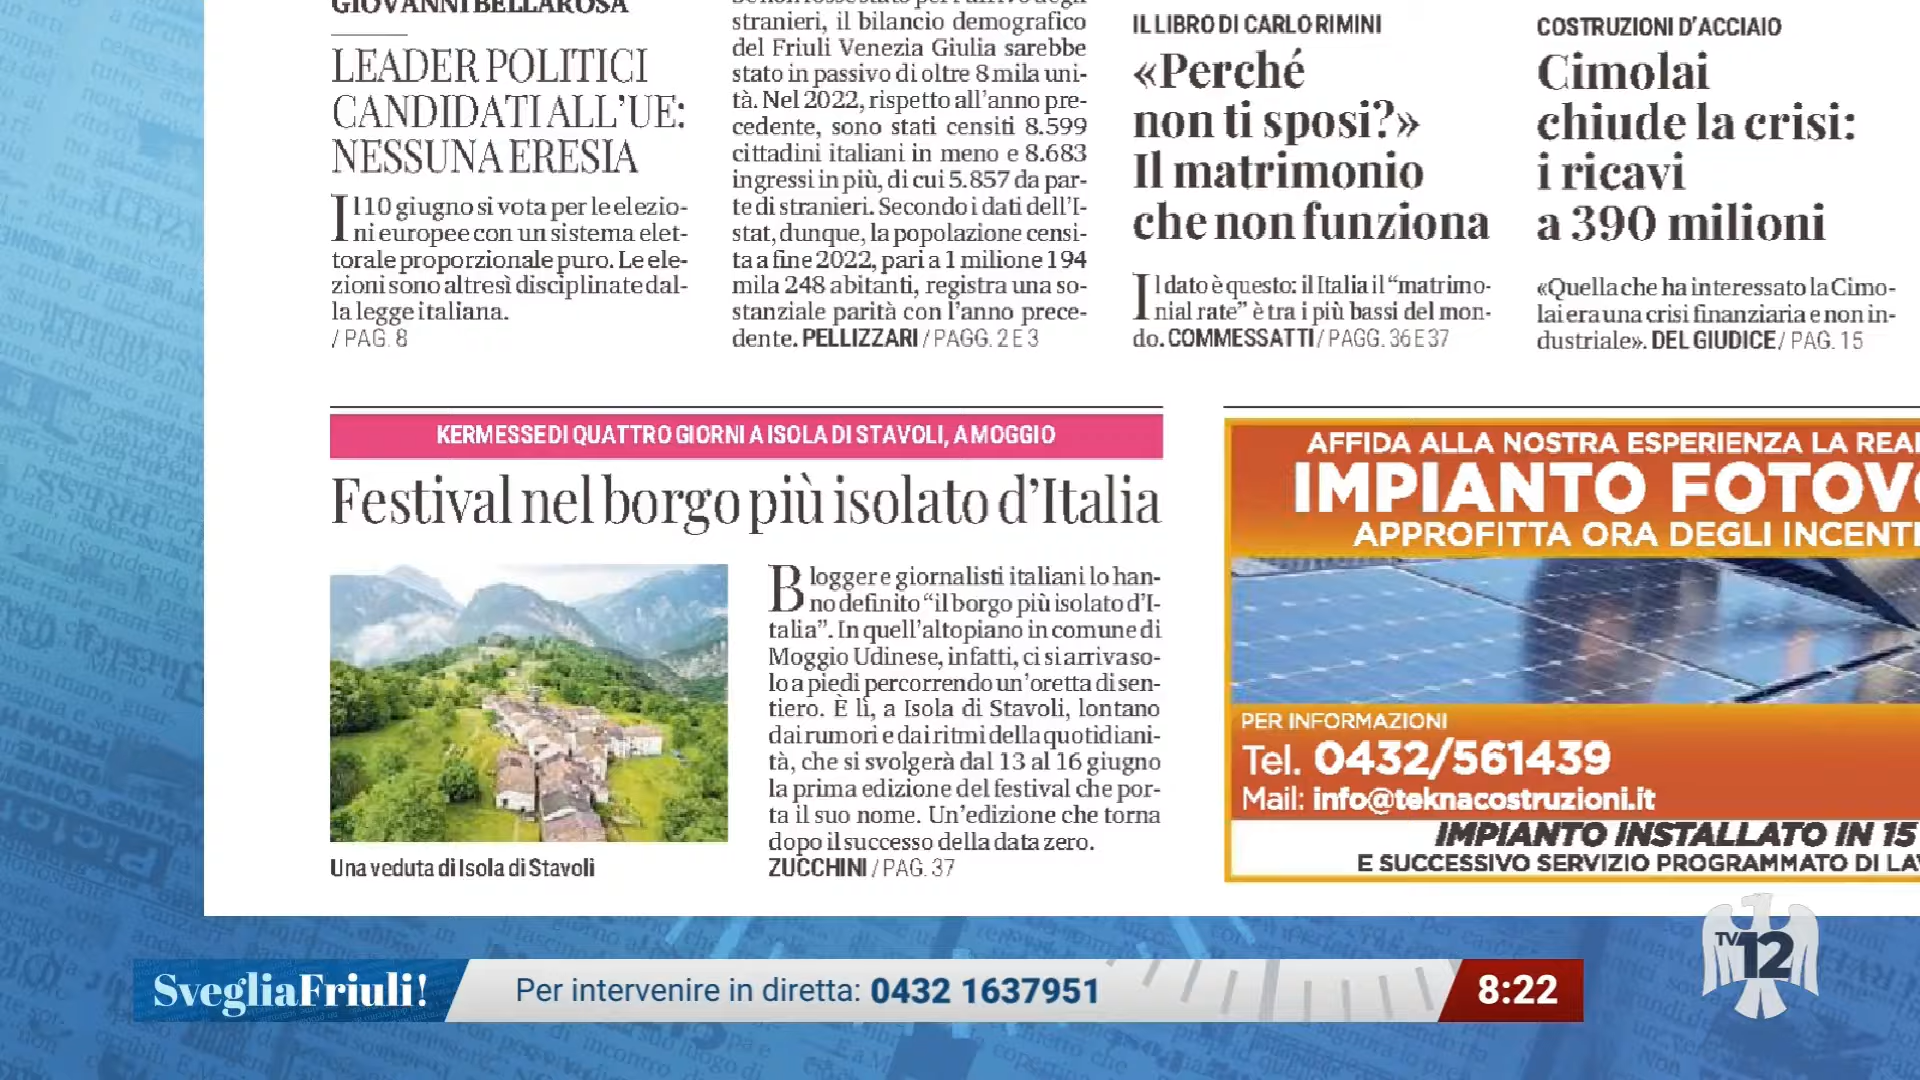 GIOVANNI BELLAROSA
LEADER POLITICI
CANDIDATI ALL'UE:
NESSUNA ERESIA
Il 10 giugno si vota per le elezio-
ni europee con un sistema elet-
torale proporzionale puro. Le ele-
zioni sono altresì disciplinate dal-
la legge italiana.
/ PAG. 8
stranieri, il bilancio demografico
del Friuli Venezia Giulia sarebbe
stato in passivo di oltre 8 mila uni-
tà. Nel 2022, rispetto all'anno pre-
cedente, sono stati censiti 8.599
cittadini italiani in meno e 8.683
ingressi in più, di cui 5.857 da par-
te di stranieri. Secondo i dati dell'I-
stat, dunque, la popolazione censi-
ta a fine 2022, pari a 1 milione 194
mila 248 abitanti, registra una so-
stanziale parità con l'anno prece-
dente. PELLIZZARI / PAGG. 2 E 3
IL LIBRO DI CARLO RIMINI
«Perché
non ti sposi?»
Il matrimonio
che non funziona
Il dato è questo: il Italia il “matrimo-
nial rate” è tra i più bassi del mon-
do. COMMESSATTI / PAGG. 36 E 37
COSTRUZIONI D'ACCIAIO
Cimolai
chiude la crisi:
i ricavi
a 390 milioni
«Quella che ha interessato la Cimo-
lai era una crisi finanziaria e non in-
dustriale». DEL GIUDICE / PAG. 15
KERMESSE DI QUATTRO GIORNI A ISOLA DI STAVOLI, A MOGGIO
Festival nel borgo più isolato d'Italia
Una veduta di Isola di Stavoli
Blogger e giornalisti italiani lo han-
no definito “il borgo più isolato d'I-
talia”. In quell'altopiano in comune di
Moggio Udinese, infatti, ci si arriva so-
lo a piedi percorrendo un'oretta di sen-
tiero. È lì, a Isola di Stavoli, lontano
dai rumori e dai ritmi della quotidiani-
tà, che si svolgerà dal 13 al 16 giugno
la prima edizione del festival che por-
ta il suo nome. Un'edizione che torna
dopo il successo della data zero.
ZUCCHINI / PAG. 37
AFFIDA ALLA NOSTRA ESPERIENZA LA REA
IMPIANTO FOTOV
APPROFITTA ORA DEGLI INCENT
PER INFORMAZIONI
Tel. 0432/561439
Mail: info@teknacostruzioni.it
IMPIANTO INSTALLATO IN 15
E SUCCESSIVO SERVIZIO PROGRAMMATO DI LA
TV12
SvegliaFriuli!
Per intervenire in diretta: 0432 1637951
8:22